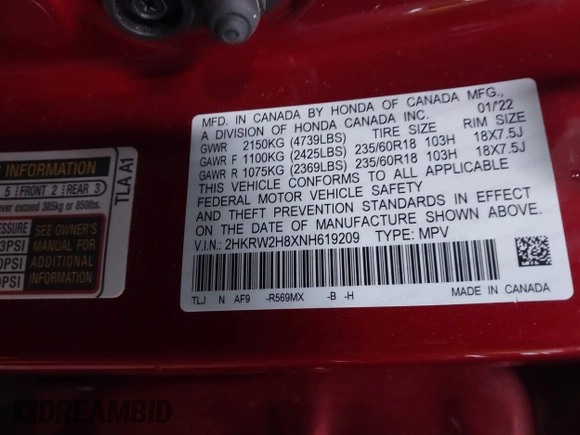 MFD. IN CANADA BY HONDA OF CANADA MFG.,
A DIVISION OF HONDA CANADA INC. 01/22
GVWR 2150KG (4739LBS) TIRE SIZE RIM SIZE
GAWR F 1100KG (2425LBS) 235/60R18 103H 18X7.5J
GAWR R 1075KG (2369LBS) 235/60R18 103H 18X7.5J
THIS VEHICLE CONFORMS TO ALL APPLICABLE
FEDERAL MOTOR VEHICLE SAFETY
AND THEFT PREVENTION STANDARDS IN EFFECT
ON THE DATE OF MANUFACTURE SHOWN ABOVE.
V.I.N.: 2HKRW2H8XNH619209 TYPE: MPV
TLJ N AF9 -R569MX -B -H
MADE IN CANADA
INFORMATION
5 FRONT 2 REAR 3
exceed 385kg or 850lbs.
TLA A1
SEE OWNER'S
MANUAL FOR
ADDITIONAL
INFORMATION
DREAMBID